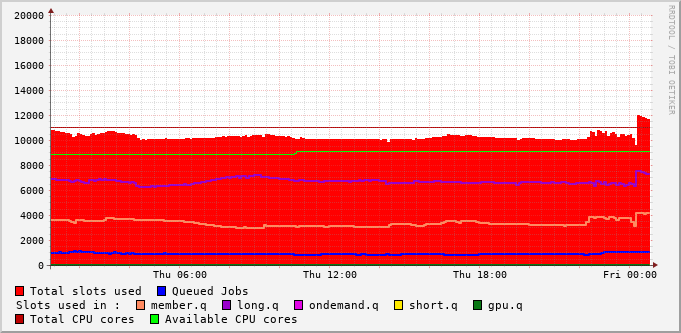 RRDTOOL / TOBI OETIKER
20000
18000
16000
14000
12000
10000
8000
6000
4000
2000
0
Thu 06:00 Thu 12:00 Thu 18:00 Fri 00:00
Total slots used Queued Jobs
Slots used in : member.q long.q ondemand.q short.q gpu.q
Total CPU cores Available CPU cores